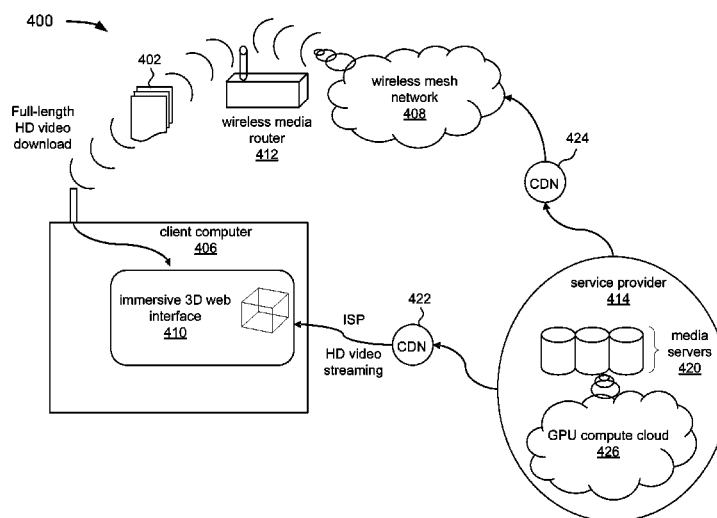 400
402
Full-length
HD video
download
wireless media
router
412
wireless mesh
network
408
424
CDN
client computer
406
immersive 3D web
interface
410
ISP
HD video
streaming
422
CDN
service provider
414
media
servers
420
GPU compute cloud
426